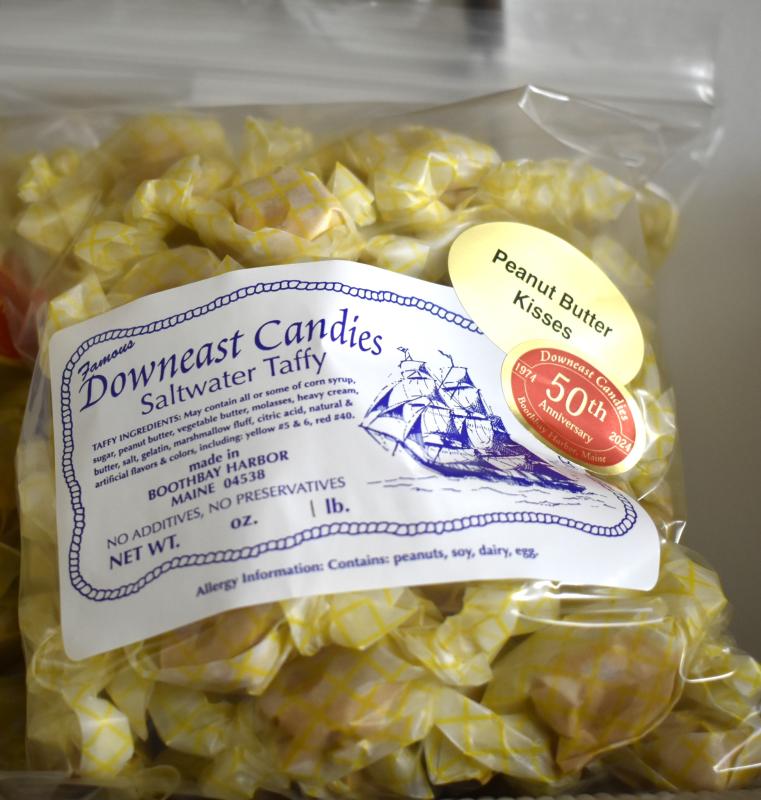 Famous
Downeast Candies
Saltwater Taffy
TAFFY INGREDIENTS: May contain all or some of corn syrup,
sugar, peanut butter, vegetable butter, molasses, heavy cream,
butter, salt, gelatin, marshmallow fluff, citric acid, natural &
artificial flavors & colors, including: yellow #5 & 6, red #40.
made in
BOOTHBAY HARBOR
MAINE 04538
NO ADDITIVES, NO PRESERVATIVES
NET WT. oz. 1 lb.
Allergy Information: Contains: peanuts, soy, dairy, egg.
Peanut Butter
Kisses
Downeast Candies
1974 50th 2024
Anniversary
Boothbay Harbor, Maine